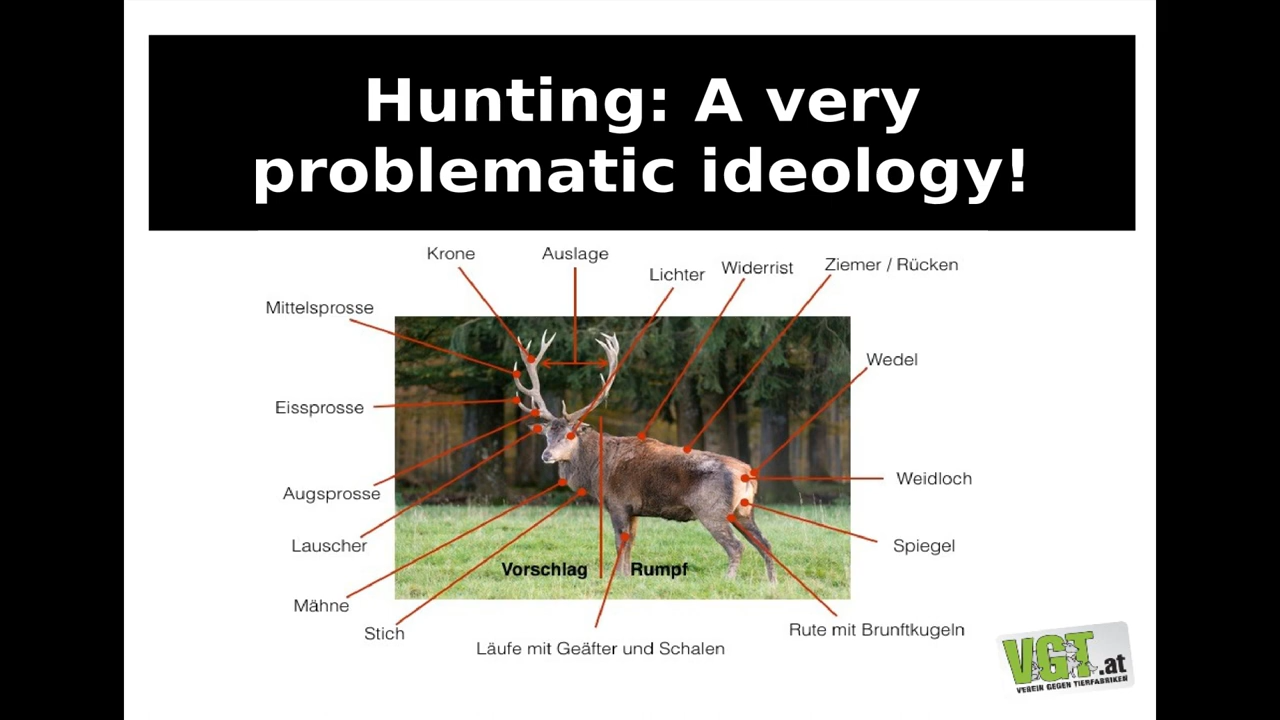 Hunting: A very
problematic ideology!
Krone
Auslage
Lichter
Widerrist
Ziemer / Rücken
Mittelsprosse
Wedel
Eissprosse
Weidloch
Augsprosse
Lauscher
Spiegel
Vorschlag
Rumpf
Mähne
Stich
Rute mit Brunftkugeln
Läufe mit Geäfter und Schalen
VGT.at
VEREIN GEGEN TIERFABRIKEN